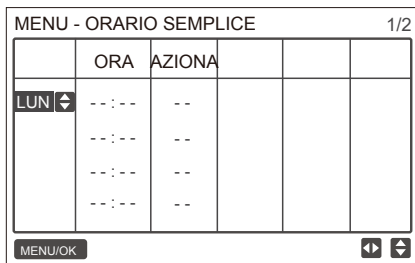 MENU - ORARIO SEMPLICE 1/2
ORA AZIONA
LUN --:-- --
--:-- --
--:-- --
--:-- --
MENU/OK